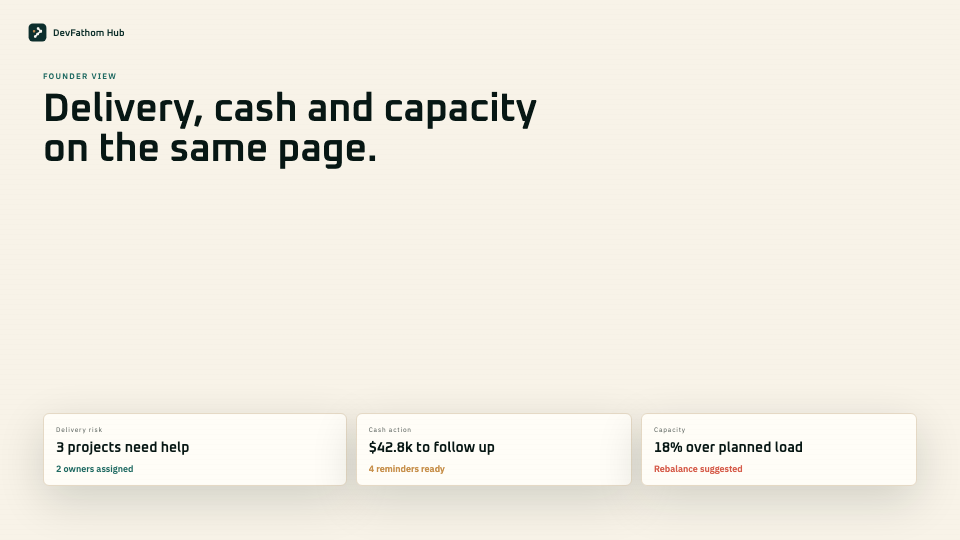 DevFathom Hub
FOUNDER VIEW
Delivery, cash and capacity
on the same page.
Delivery risk
3 projects need help
2 owners assigned
Cash action
$42.8k to follow up
4 reminders ready
Capacity
18% over planned load
Rebalance suggested